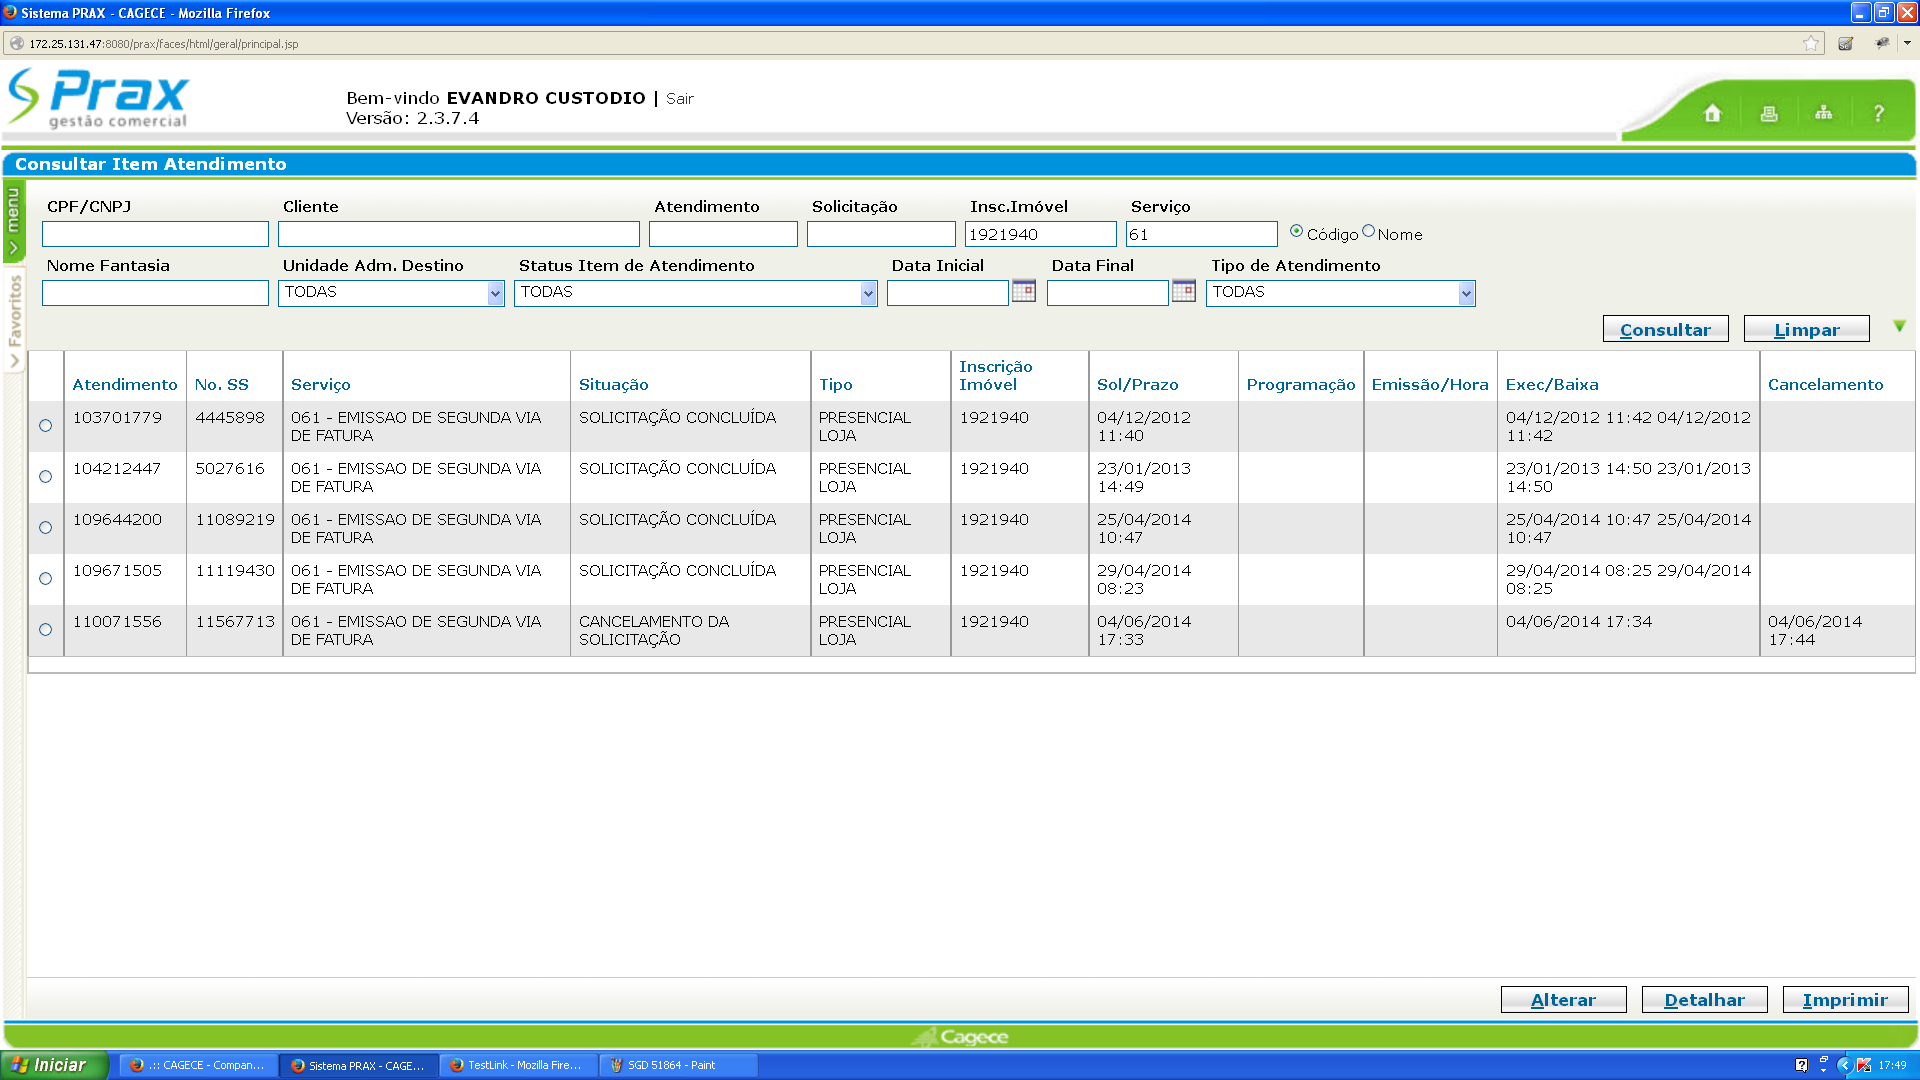 Sistema PRAX - CAGECE - Mozilla Firefox
172.25.131.47:8080/prax/faces/html/geral/principal.jsp
Prax
gestão comercial
Bem-vindo EVANDRO CUSTODIO | Sair
Versão: 2.3.7.4
?
Consultar Item Atendimento
menu
Favoritos
CPF/CNPJ Cliente Atendimento Solicitação Insc.Imóvel Serviço
1921940 61 Código Nome
Nome Fantasia Unidade Adm. Destino Status Item de Atendimento Data Inicial Data Final Tipo de Atendimento
TODAS TODAS TODAS
Consultar Limpar
Atendimento No. SS Serviço Situação Tipo Inscrição Imóvel Sol/Prazo Programação Emissão/Hora Exec/Baixa Cancelamento
103701779 4445898 061 - EMISSAO DE SEGUNDA VIA SOLICITAÇÃO CONCLUÍDA PRESENCIAL 1921940 04/12/2012 04/12/2012 11:42 04/12/2012
DE FATURA LOJA 11:40 11:42
104212447 5027616 061 - EMISSAO DE SEGUNDA VIA SOLICITAÇÃO CONCLUÍDA PRESENCIAL 1921940 23/01/2013 23/01/2013 14:50 23/01/2013
DE FATURA LOJA 14:49 14:50
109644200 11089219 061 - EMISSAO DE SEGUNDA VIA SOLICITAÇÃO CONCLUÍDA PRESENCIAL 1921940 25/04/2014 25/04/2014 10:47 25/04/2014
DE FATURA LOJA 10:47 10:47
109671505 11119430 061 - EMISSAO DE SEGUNDA VIA SOLICITAÇÃO CONCLUÍDA PRESENCIAL 1921940 29/04/2014 29/04/2014 08:25 29/04/2014
DE FATURA LOJA 08:23 08:25
110071556 11567713 061 - EMISSAO DE SEGUNDA VIA CANCELAMENTO DA PRESENCIAL 1921940 04/06/2014 04/06/2014 17:34 04/06/2014
DE FATURA SOLICITAÇÃO LOJA 17:33 17:44
Alterar Detalhar Imprimir
Cagece
Iniciar .:: CAGECE - Compan... Sistema PRAX - CAGE... TestLink - Mozilla Fire... SGD 51864 - Paint 17:49